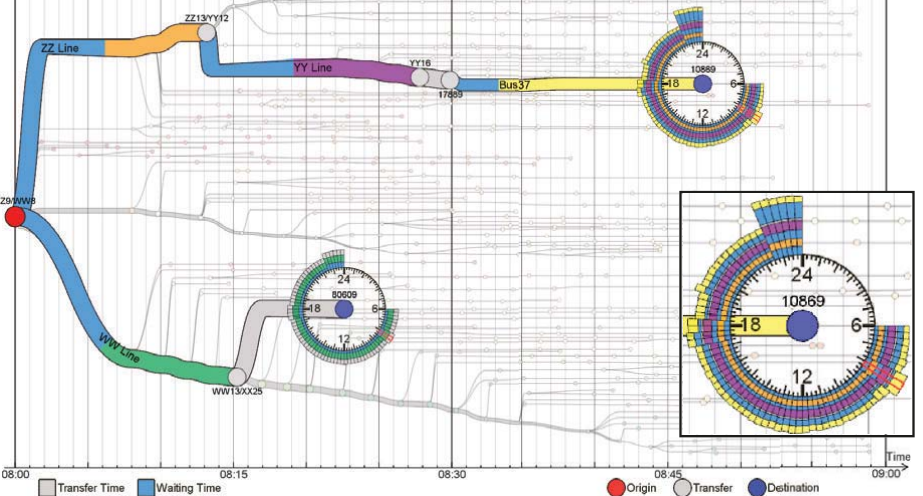 ZZ13/YY12
ZZ Line
YY Line
YY16
17889
Bus37
24
10869
18
6
12
Z9/WW8
24
80609
18
6
12
WW Line
WW13/XX25
24
10869
18
6
12
Time
08:00
08:15
08:30
08:45
09:00
Transfer Time
Waiting Time
Origin
Transfer
Destination